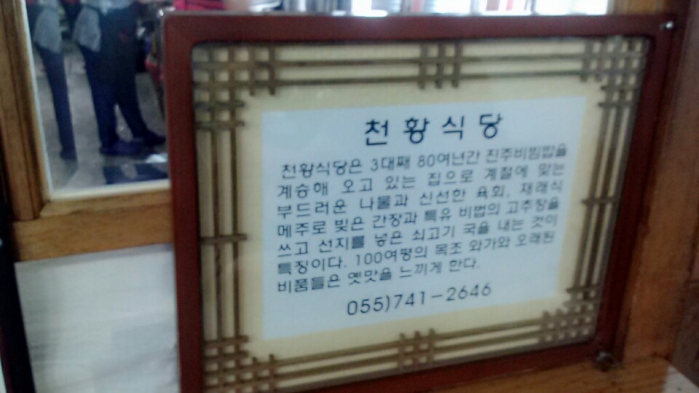 천황식당
천황식당은 3대째 80여년간 진주비빔밥을
계승해 오고 있는 집으로 계절에 맞는
부드러운 나물과 신선한 육회, 재래식
메주로 빚은 간장과 특유 비법의 고추장을
쓰고 선지를 넣은 쇠고기 국을 내는 것이
특징이다. 100여평의 목조 와가와 오래된
비품들은 옛맛을 느끼게 한다.
055)741-2646